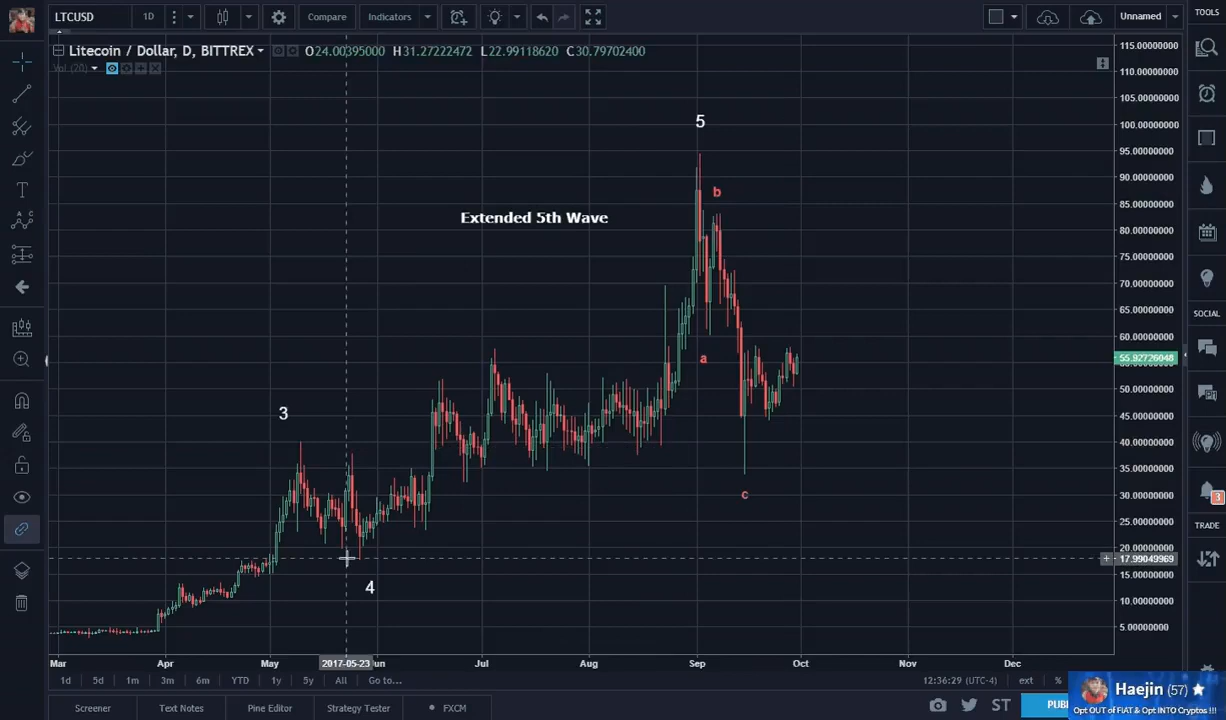 LTCUSD 1D Compare Indicators Unnamed TOOLS
Litecoin / Dollar, D, BITTREX O24.00395000 H31.27222472 L22.99118620 C30.79702400
Vol (20)
115.00000000
110.00000000
105.00000000
5
100.00000000
95.00000000
b
90.00000000
Extended 5th Wave
85.00000000
80.00000000
75.00000000
70.00000000
65.00000000
SOCIAL
60.00000000
a
55.92726048
50.00000000
3
45.00000000
40.00000000
35.00000000
c
30.00000000
3
25.00000000
TRADE
20.00000000
17.99049969
4
15.00000000
10.00000000
5.00000000
Mar Apr May 2017-05-23 Jun Jul Aug Sep Oct Nov Dec
1d 5d 1m 3m 6m YTD 1y 5y All Go to... 12:36:29 (UTC-4) ext %
Haejin (57)
Opt OUT of FIAT & Opt INTO Cryptos !!!
Screener Text Notes Pine Editor Strategy Tester FXCM ST PUB